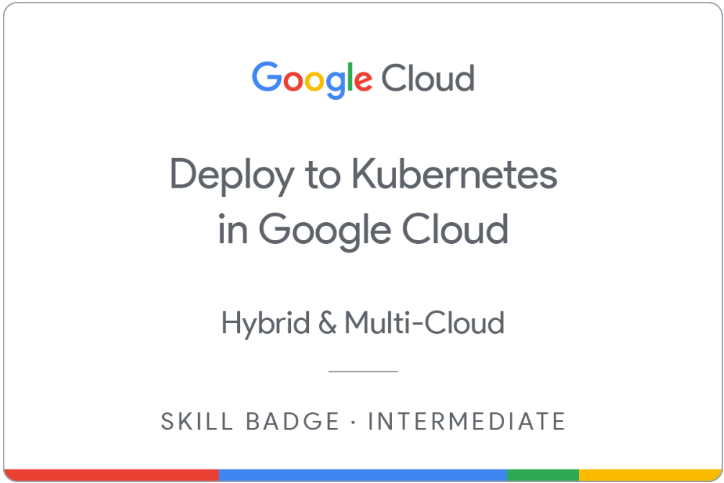 Google Cloud
Deploy to Kubernetes
in Google Cloud
Hybrid & Multi-Cloud
SKILL BADGE · INTERMEDIATE